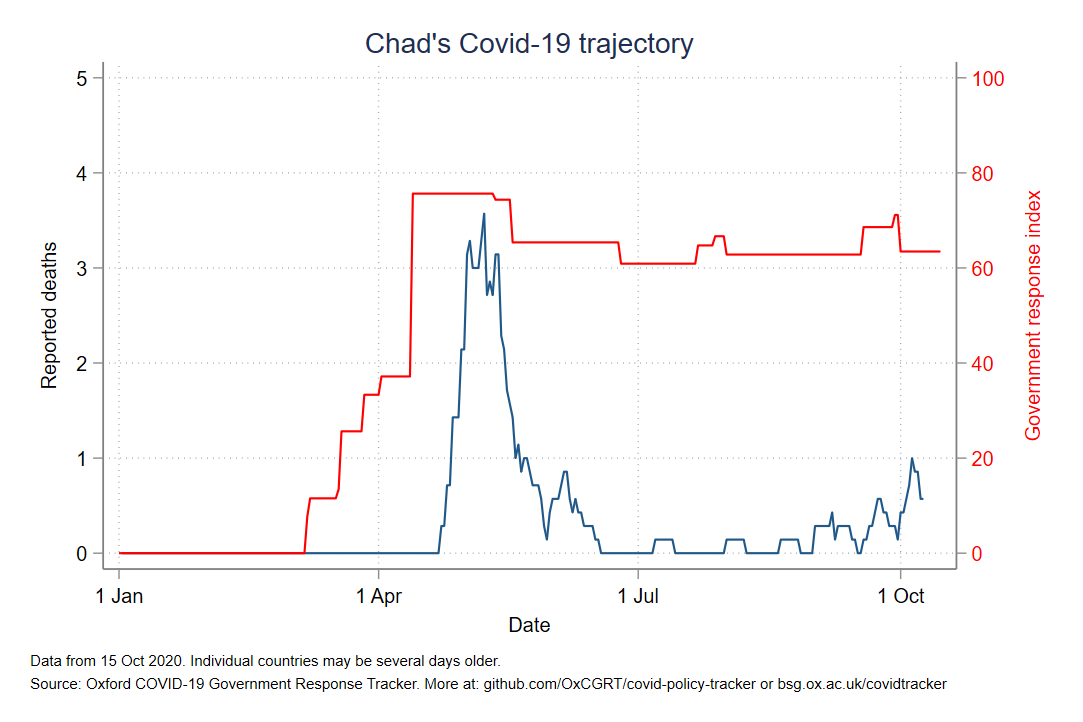 Chad's Covid-19 trajectory
5
4
3
2
1
0
Reported deaths
100
80
60
40
20
0
Government response index
1 Jan
1 Apr
1 Jul
1 Oct
Date
Data from 15 Oct 2020. Individual countries may be several days older.
Source: Oxford COVID-19 Government Response Tracker. More at: github.com/OxCGRT/covid-policy-tracker or bsg.ox.ac.uk/covidtracker